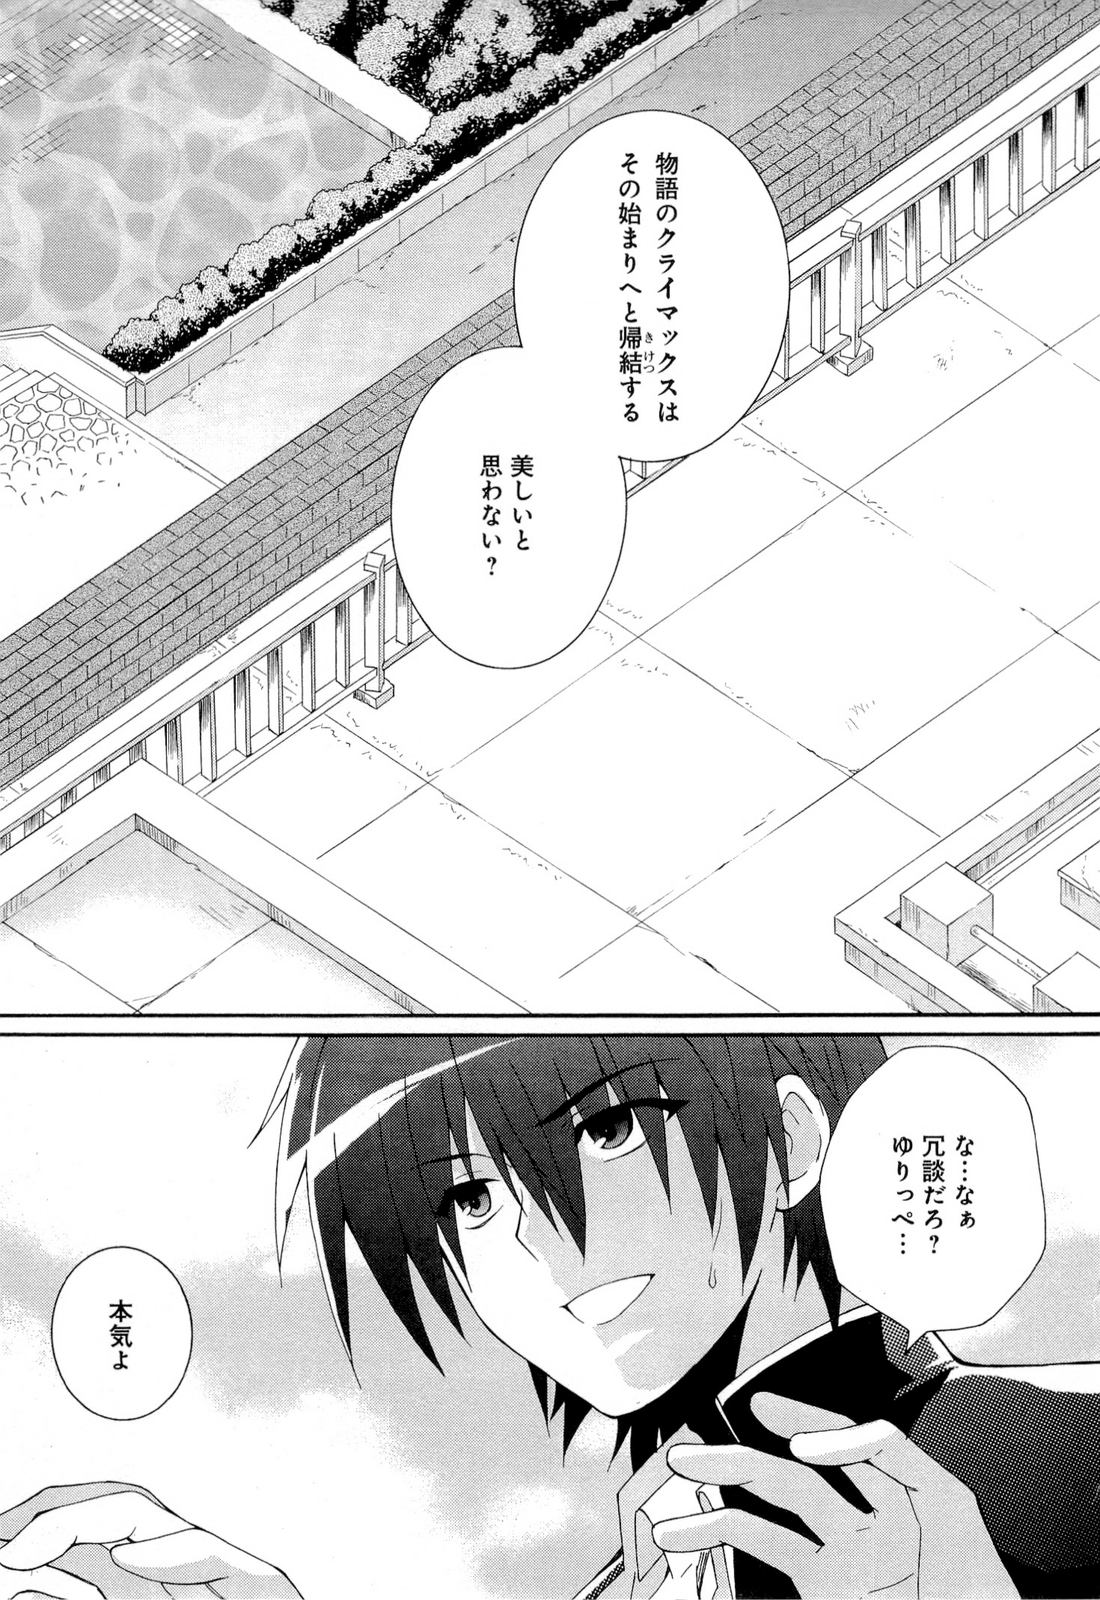 物語のクライマックスは
その始まりへと帰結する
きけつ
美しいと
思わない?
な…なぁ
冗談だろ?
ゆりっぺ…
本気よ